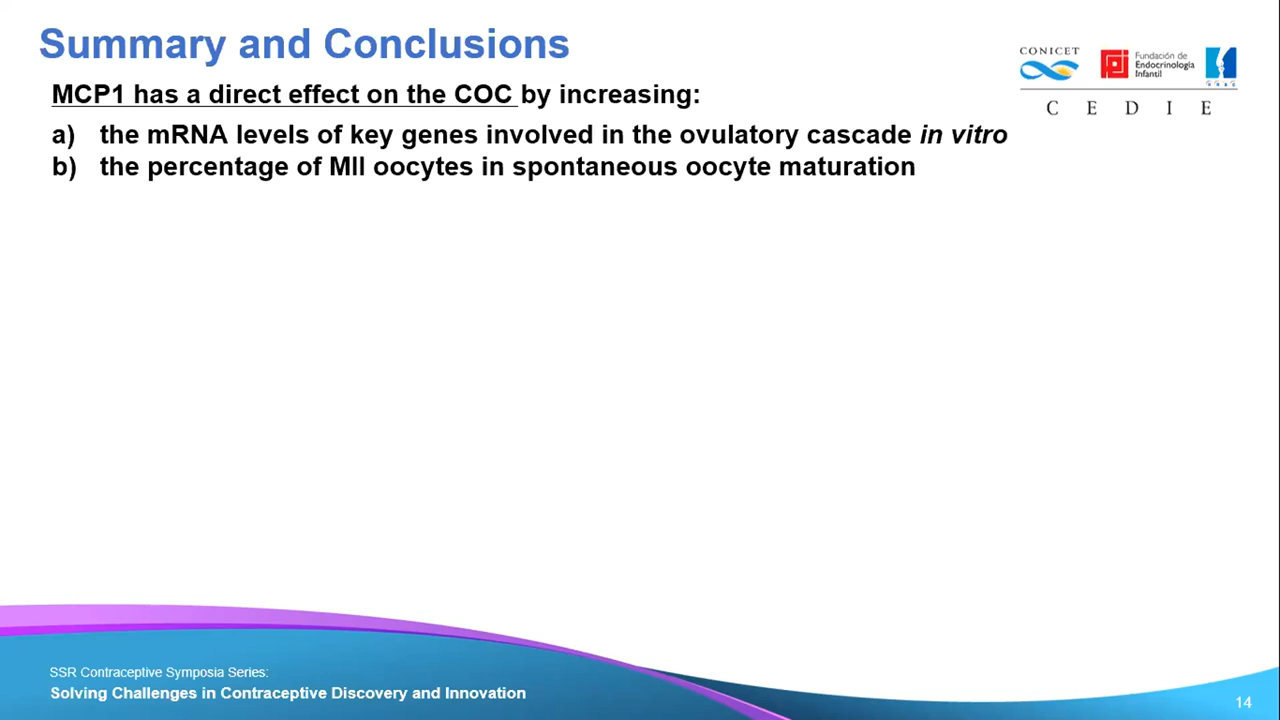 Summary and Conclusions
CONICET
Fundación de
Endocrinología
Infantil
C E D I E
MCP1 has a direct effect on the COC by increasing:
a) the mRNA levels of key genes involved in the ovulatory cascade in vitro
b) the percentage of MII oocytes in spontaneous oocyte maturation
SSR Contraceptive Symposia Series:
Solving Challenges in Contraceptive Discovery and Innovation
14